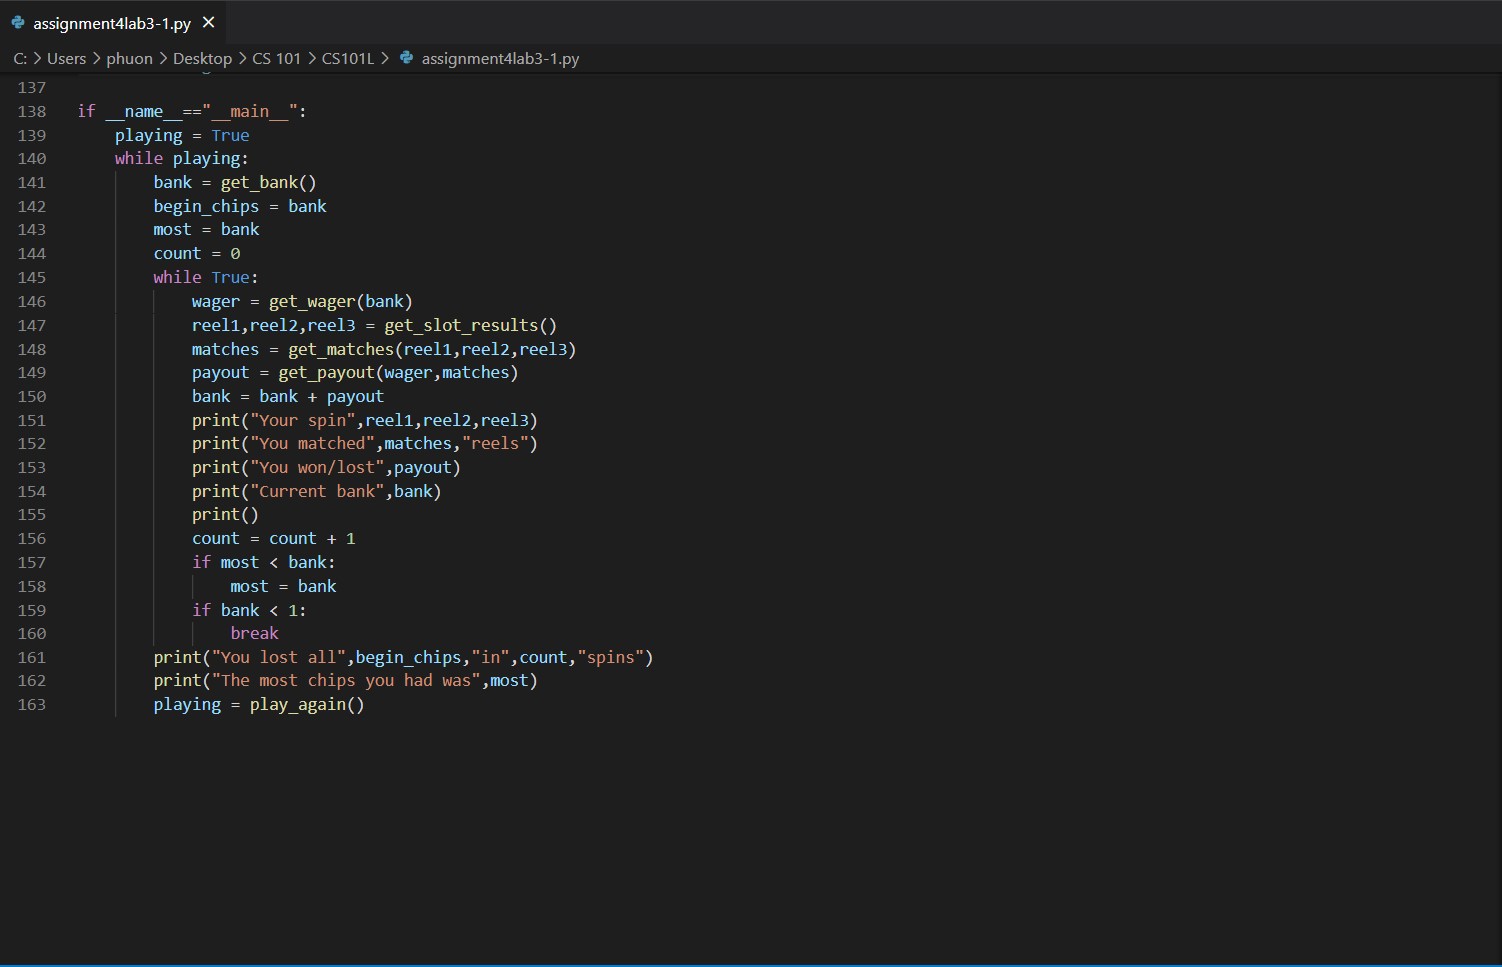 assignment4lab3-1.py ×
C: > Users > phuon > Desktop > CS 101 > CS101L > assignment4lab3-1.py
137
138 if __name__=="__main__":
139     playing = True
140     while playing:
141         bank = get_bank()
142         begin_chips = bank
143         most = bank
144         count = 0
145         while True:
146             wager = get_wager(bank)
147             reel1,reel2,reel3 = get_slot_results()
148             matches = get_matches(reel1,reel2,reel3)
149             payout = get_payout(wager,matches)
150             bank = bank + payout
151             print("Your spin",reel1,reel2,reel3)
152             print("You matched",matches,"reels")
153             print("You won/lost",payout)
154             print("Current bank",bank)
155             print()
156             count = count + 1
157             if most < bank:
158                 most = bank
159             if bank < 1:
160                 break
161         print("You lost all",begin_chips,"in",count,"spins")
162         print("The most chips you had was",most)
163         playing = play_again()